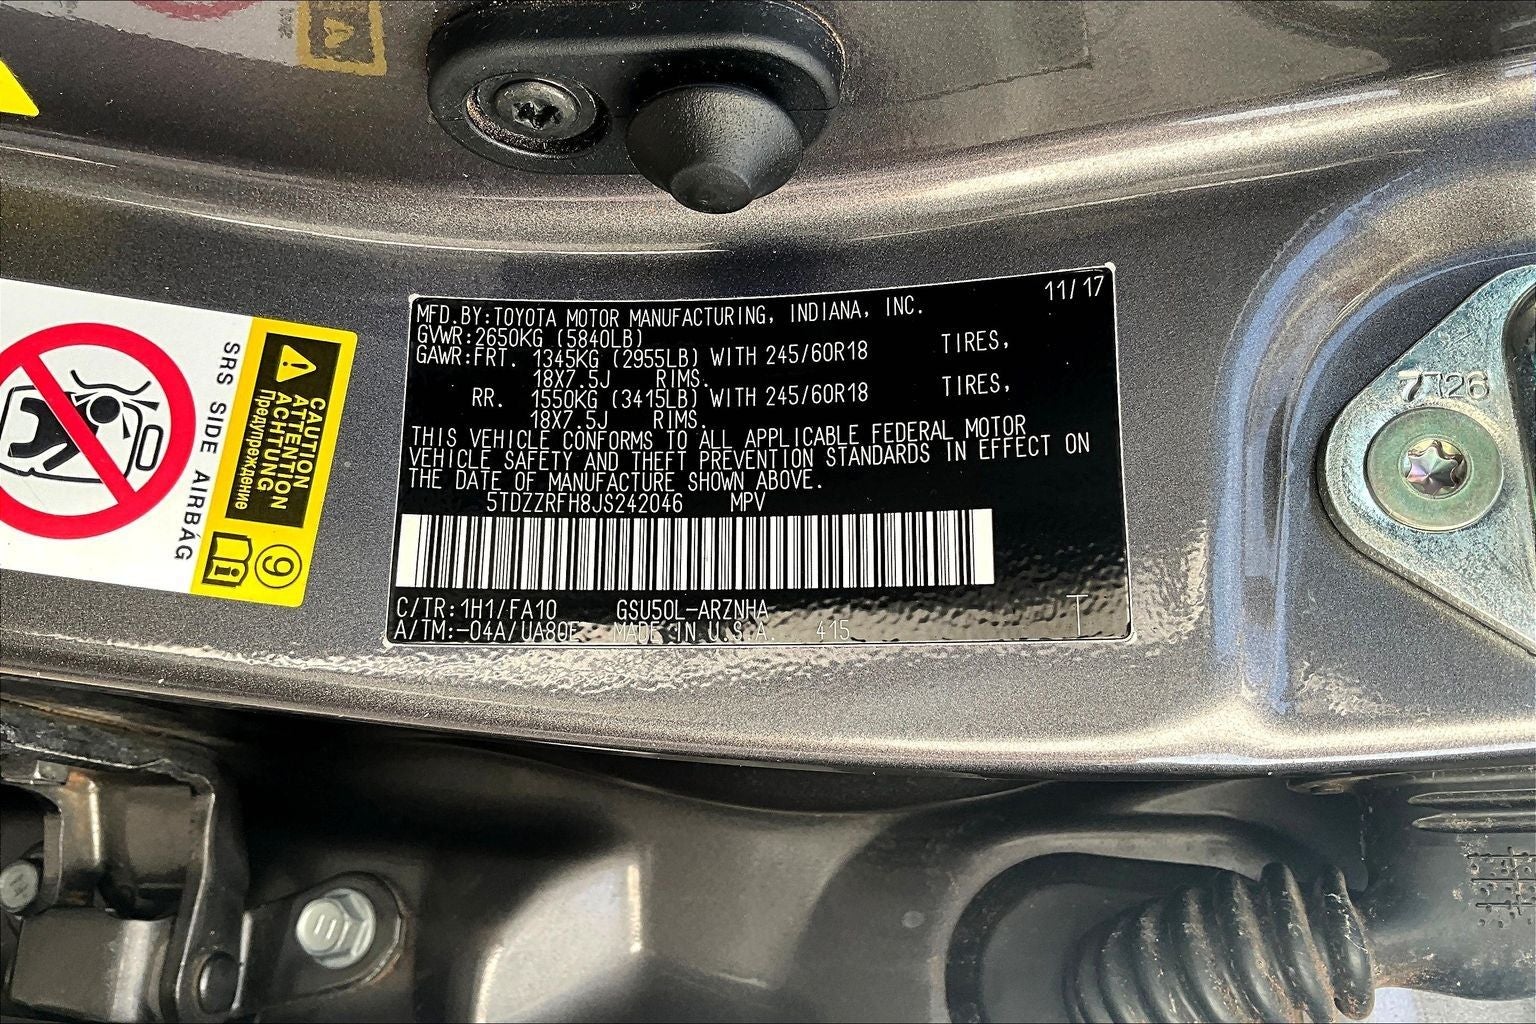 MFD.BY:TOYOTA MOTOR MANUFACTURING, INDIANA, INC. 11/17
GVWR:2650KG (5840LB)
GAWR:FRT. 1345KG (2955LB) WITH 245/60R18 TIRES,
18X7.5J RIMS.
RR. 1550KG (3415LB) WITH 245/60R18 TIRES,
18X7.5J RIMS.
THIS VEHICLE CONFORMS TO ALL APPLICABLE FEDERAL MOTOR
VEHICLE SAFETY AND THEFT PREVENTION STANDARDS IN EFFECT ON
THE DATE OF MANUFACTURE SHOWN ABOVE.
5TDZZRFH8JS242046 MPV
C/TR:1H1/FA10 GSU50L-ARZNHA
A/TM:-04A/UA80E MADE IN U.S.A. 415 T
CAUTION
ATTENTION
ACHTUNG
Предупреждение
SRS SIDE AIRBAG
9